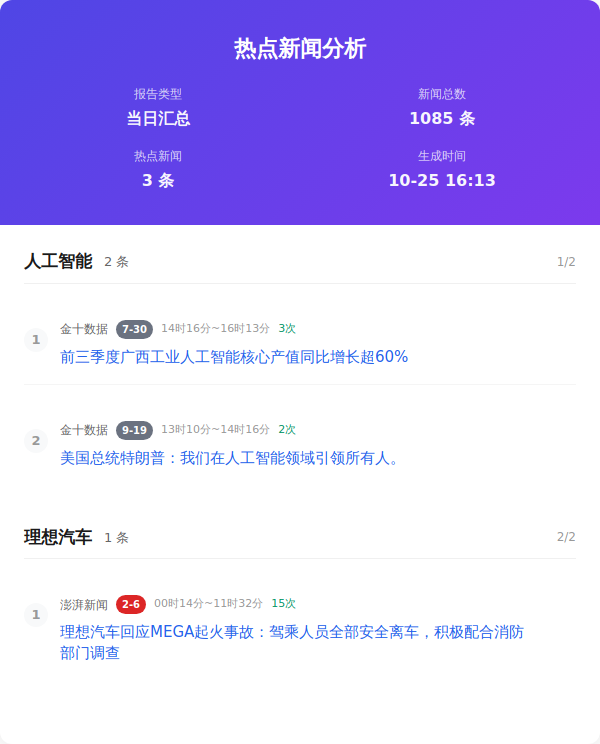 热点新闻分析
报告类型
新闻总数
当日汇总
1085 条
热点新闻
生成时间
3 条
10-25 16:13
人工智能 2 条 1/2
1 金十数据 7-30 14时16分~16时13分 3次
前三季度广西工业人工智能核心产值同比增长超60%
2 金十数据 9-19 13时10分~14时16分 2次
美国总统特朗普：我们在人工智能领域引领所有人。
理想汽车 1 条 2/2
1 澎湃新闻 2-6 00时14分~11时32分 15次
理想汽车回应MEGA起火事故：驾乘人员全部安全离车，积极配合消防
部门调查